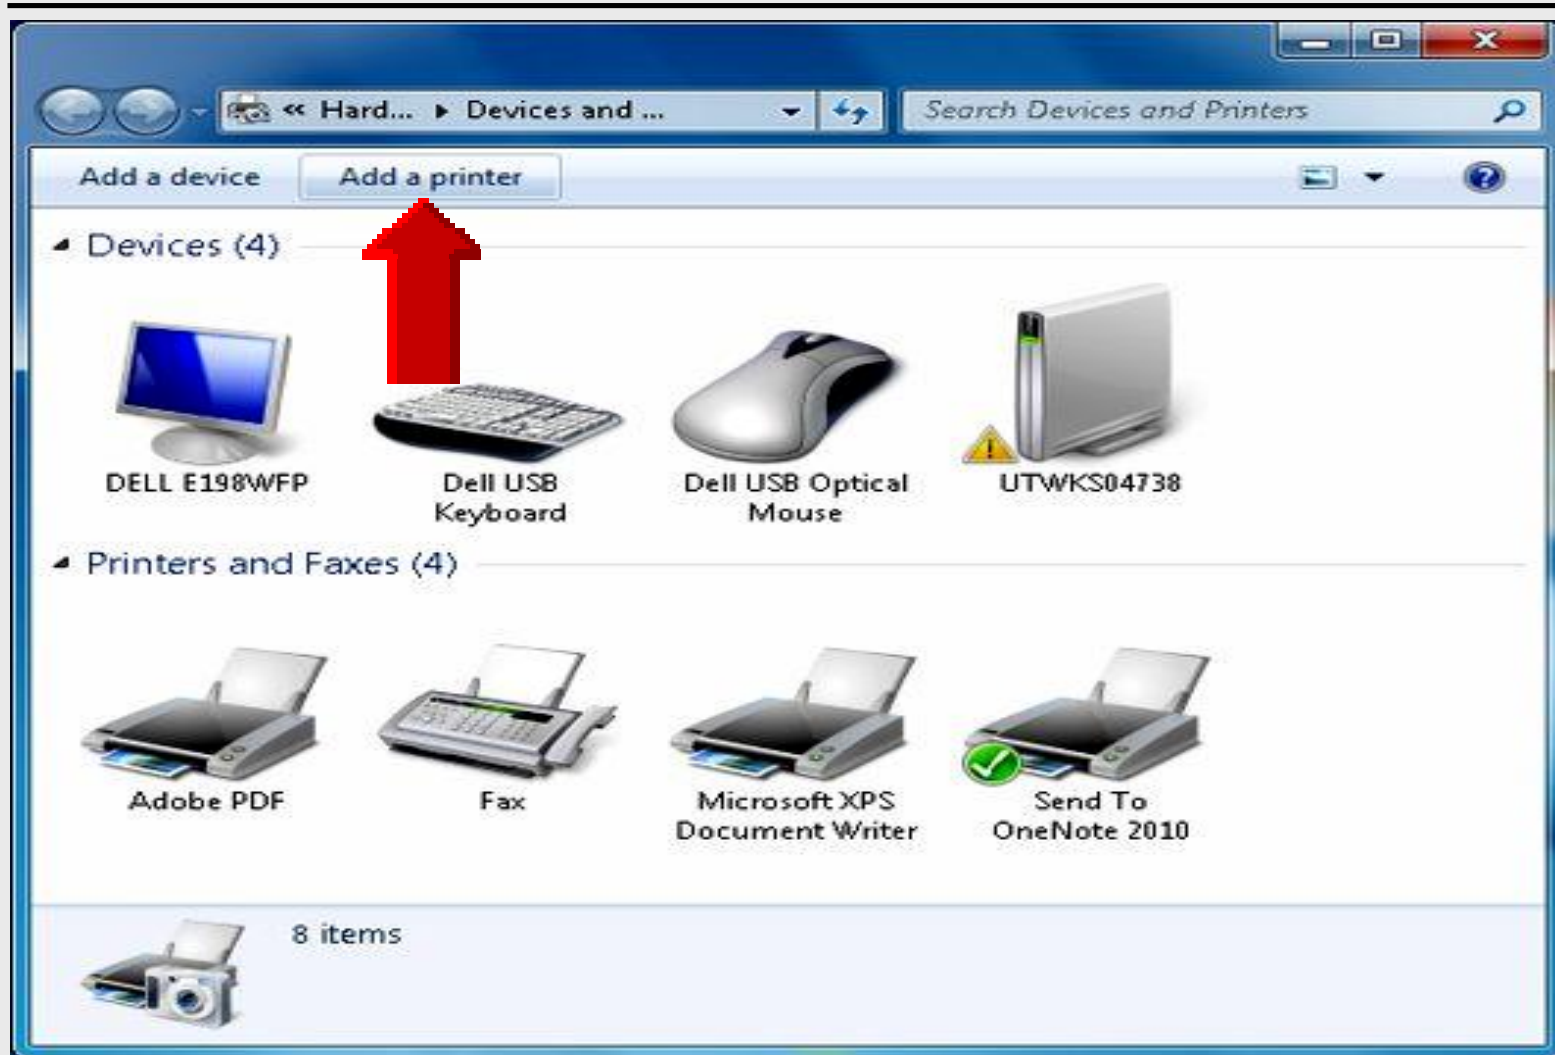 « Hard... ▸ Devices and ...
Search Devices and Printers
Add a device
Add a printer
Devices (4)
DELL E198WFP
Dell USB
Keyboard
Dell USB Optical
Mouse
UTWKS04738
Printers and Faxes (4)
Adobe PDF
Fax
Microsoft XPS
Document Writer
Send To
OneNote 2010
8 items